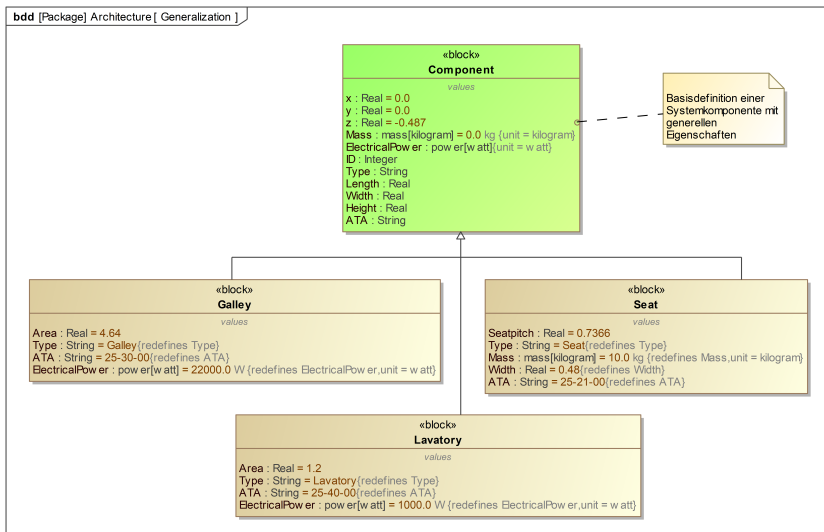 bdd [Package] Architecture [ Generalization ]
«block»
Component
values
x : Real = 0.0
y : Real = 0.0
z : Real = -0.487
Mass : mass[kilogram] = 0.0 kg {unit = kilogram}
ElectricalPower : power[watt]{unit = watt}
ID : Integer
Type : String
Length : Real
Width : Real
Height : Real
ATA : String
Basisdefinition einer
Systemkomponente mit
generellen
Eigenschaften
«block»
Galley
values
Area : Real = 4.64
Type : String = Galley{redefines Type}
ATA : String = 25-30-00{redefines ATA}
ElectricalPower : power[watt] = 22000.0 W {redefines ElectricalPower,unit = watt}
«block»
Seat
values
Seatpitch : Real = 0.7366
Type : String = Seat{redefines Type}
Mass : mass[kilogram] = 10.0 kg {redefines Mass,unit = kilogram}
Width : Real = 0.48{redefines Width}
ATA : String = 25-21-00{redefines ATA}
«block»
Lavatory
values
Area : Real = 1.2
Type : String = Lavatory{redefines Type}
ATA : String = 25-40-00{redefines ATA}
ElectricalPower : power[watt] = 1000.0 W {redefines ElectricalPower,unit = watt}